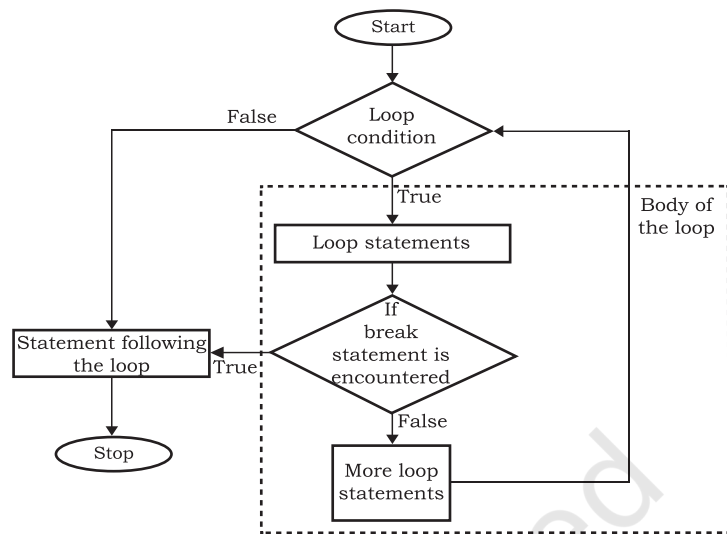 Start
Loop
condition
False
True
Body of
the loop
Loop statements
If
break
statement is
encountered
Statement following
the loop
True
False
Stop
More loop
statements